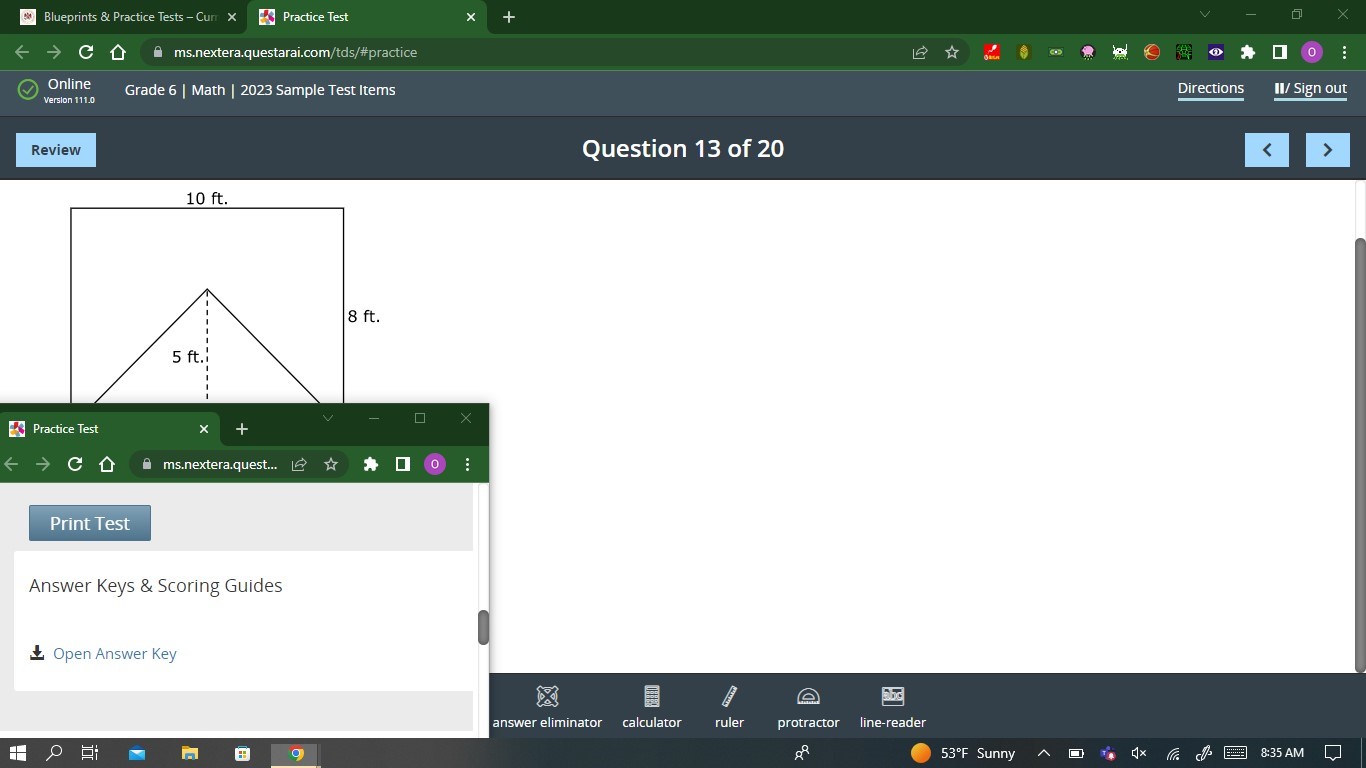 Blueprints & Practice Tests – Curr
Practice Test
ms.nextera.questarai.com/tds/#practice
O
Online
Version 111.0
Grade 6 | Math | 2023 Sample Test Items
Directions
/ Sign out
Review
Question 13 of 20
10 ft.
8 ft.
5 ft.
Practice Test
ms.nextera.quest...
O
Print Test
Answer Keys & Scoring Guides
Open Answer Key
answer eliminator
calculator
ruler
protractor
line-reader
53°F Sunny
8:35 AM